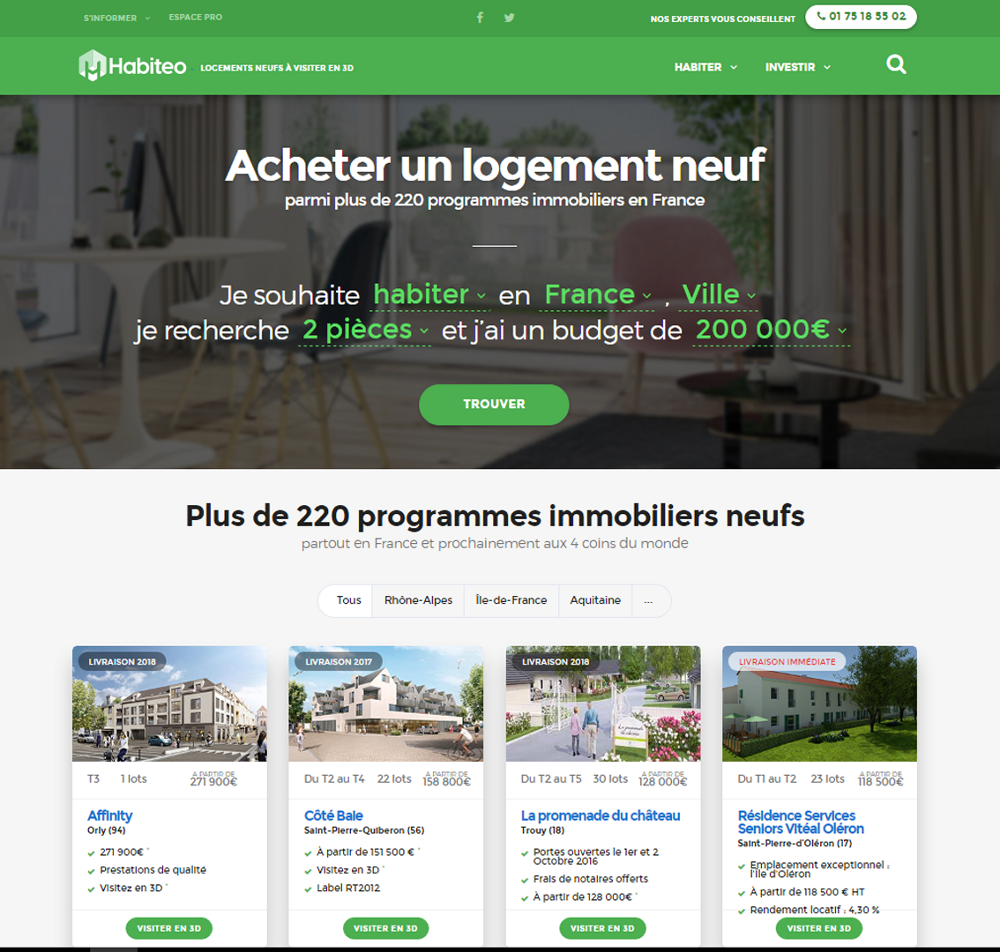 S'INFORMER
ESPACE PRO
NOS EXPERTS VOUS CONSEILLENT
01 75 18 55 02
Habiteo
LOGEMENTS NEUFS À VISITER EN 3D
HABITER
INVESTIR
Acheter un logement neuf
parmi plus de 220 programmes immobiliers en France
Je souhaite habiter en France , Ville
je recherche 2 pièces et j'ai un budget de 200 000€
TROUVER
Plus de 220 programmes immobiliers neufs
partout en France et prochainement aux 4 coins du monde
Tous
Rhône-Alpes
Île-de-France
Aquitaine
...
LIVRAISON 2018
T3
1 lots
A PARTIR DE
271 900€
Affinity
Orly (94)
271 900€ *
Prestations de qualité
Visitez en 3D *
VISITER EN 3D
LIVRAISON 2017
Du T2 au T4
22 lots
A PARTIR DE
158 800€
Côté Baie
Saint-Pierre-Quiberon (56)
À partir de 151 500 € *
Visitez en 3D *
Label RT2012
VISITER EN 3D
LIVRAISON 2018
Du T2 au T5
30 lots
A PARTIR DE
128 000€
La promenade du château
Trouy (18)
Portes ouvertes le 1er et 2
Octobre 2016
Frais de notaires offerts
À partir de 128 000€ *
VISITER EN 3D
LIVRAISON IMMÉDIATE
Du T1 au T2
23 lots
A PARTIR DE
118 500€
Résidence Services
Seniors Vitéal Oléron
Saint-Pierre-d'Oléron (17)
Emplacement exceptionnel :
l'île d'Oléron
À partir de 118 500 € HT
Rendement locatif : 4,30 %
VISITER EN 3D